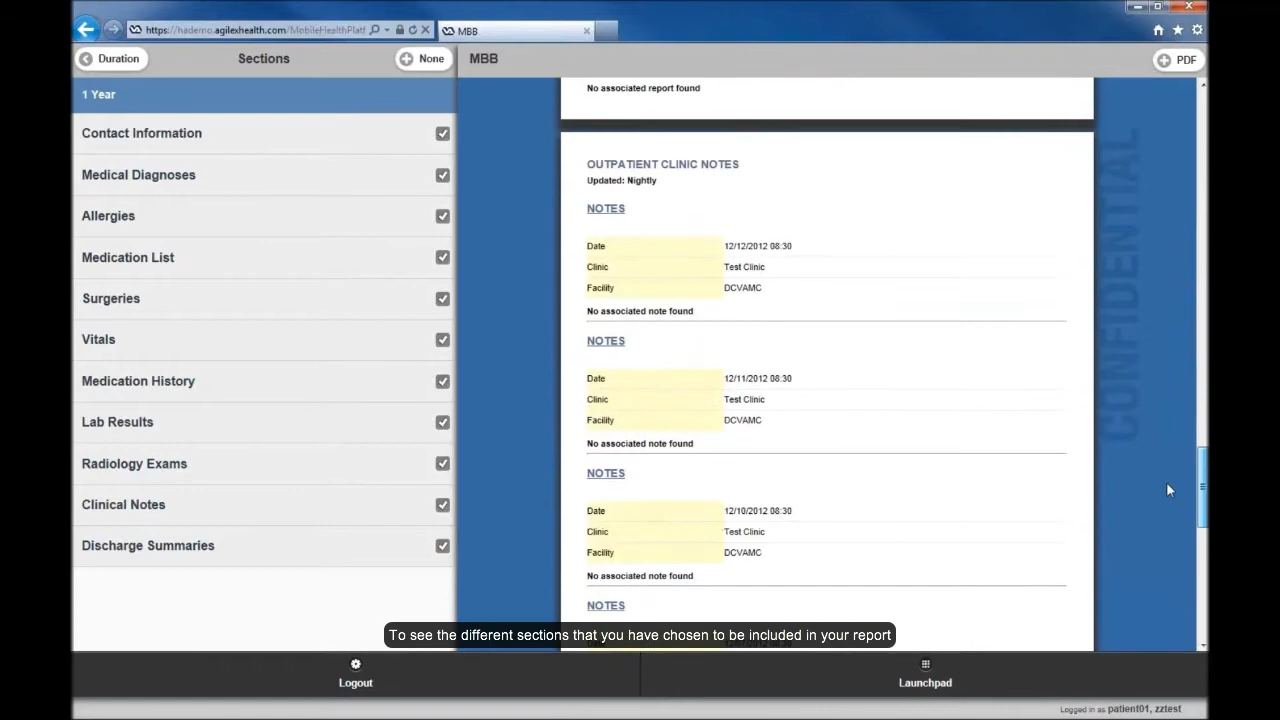 https://hademo.agilexhealth.com/MobileHealthPlatf
MBB
Duration
Sections
None
MBB
PDF
1 Year
Contact Information
Medical Diagnoses
Allergies
Medication List
Surgeries
Vitals
Medication History
Lab Results
Radiology Exams
Clinical Notes
Discharge Summaries
No associated report found
OUTPATIENT CLINIC NOTES
Updated: Nightly
NOTES
Date 12/12/2012 08:30
Clinic Test Clinic
Facility DCVAMC
No associated note found
NOTES
Date 12/11/2012 08:30
Clinic Test Clinic
Facility DCVAMC
No associated note found
NOTES
Date 12/10/2012 08:30
Clinic Test Clinic
Facility DCVAMC
No associated note found
NOTES
CONFIDENTIAL
To see the different sections that you have chosen to be included in your report
Logout
Launchpad
Logged in as patient01, zztest